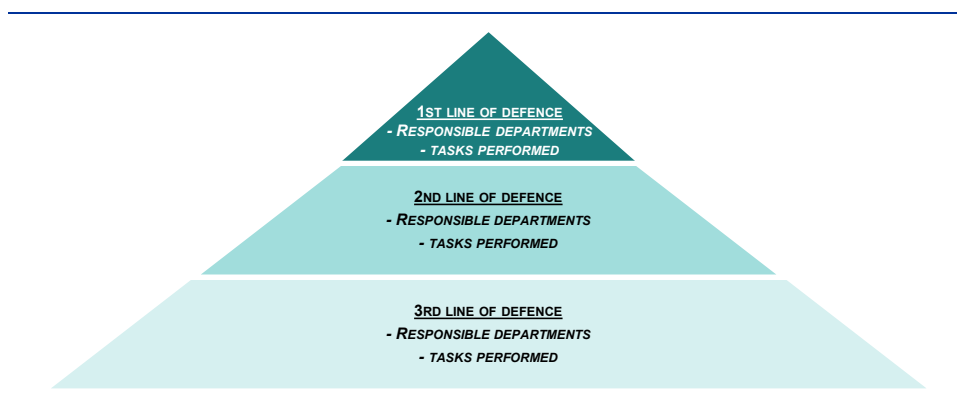 1ST LINE OF DEFENCE
- RESPONSIBLE DEPARTMENTS
- TASKS PERFORMED
2ND LINE OF DEFENCE
- RESPONSIBLE DEPARTMENTS
- TASKS PERFORMED
3RD LINE OF DEFENCE
- RESPONSIBLE DEPARTMENTS
- TASKS PERFORMED